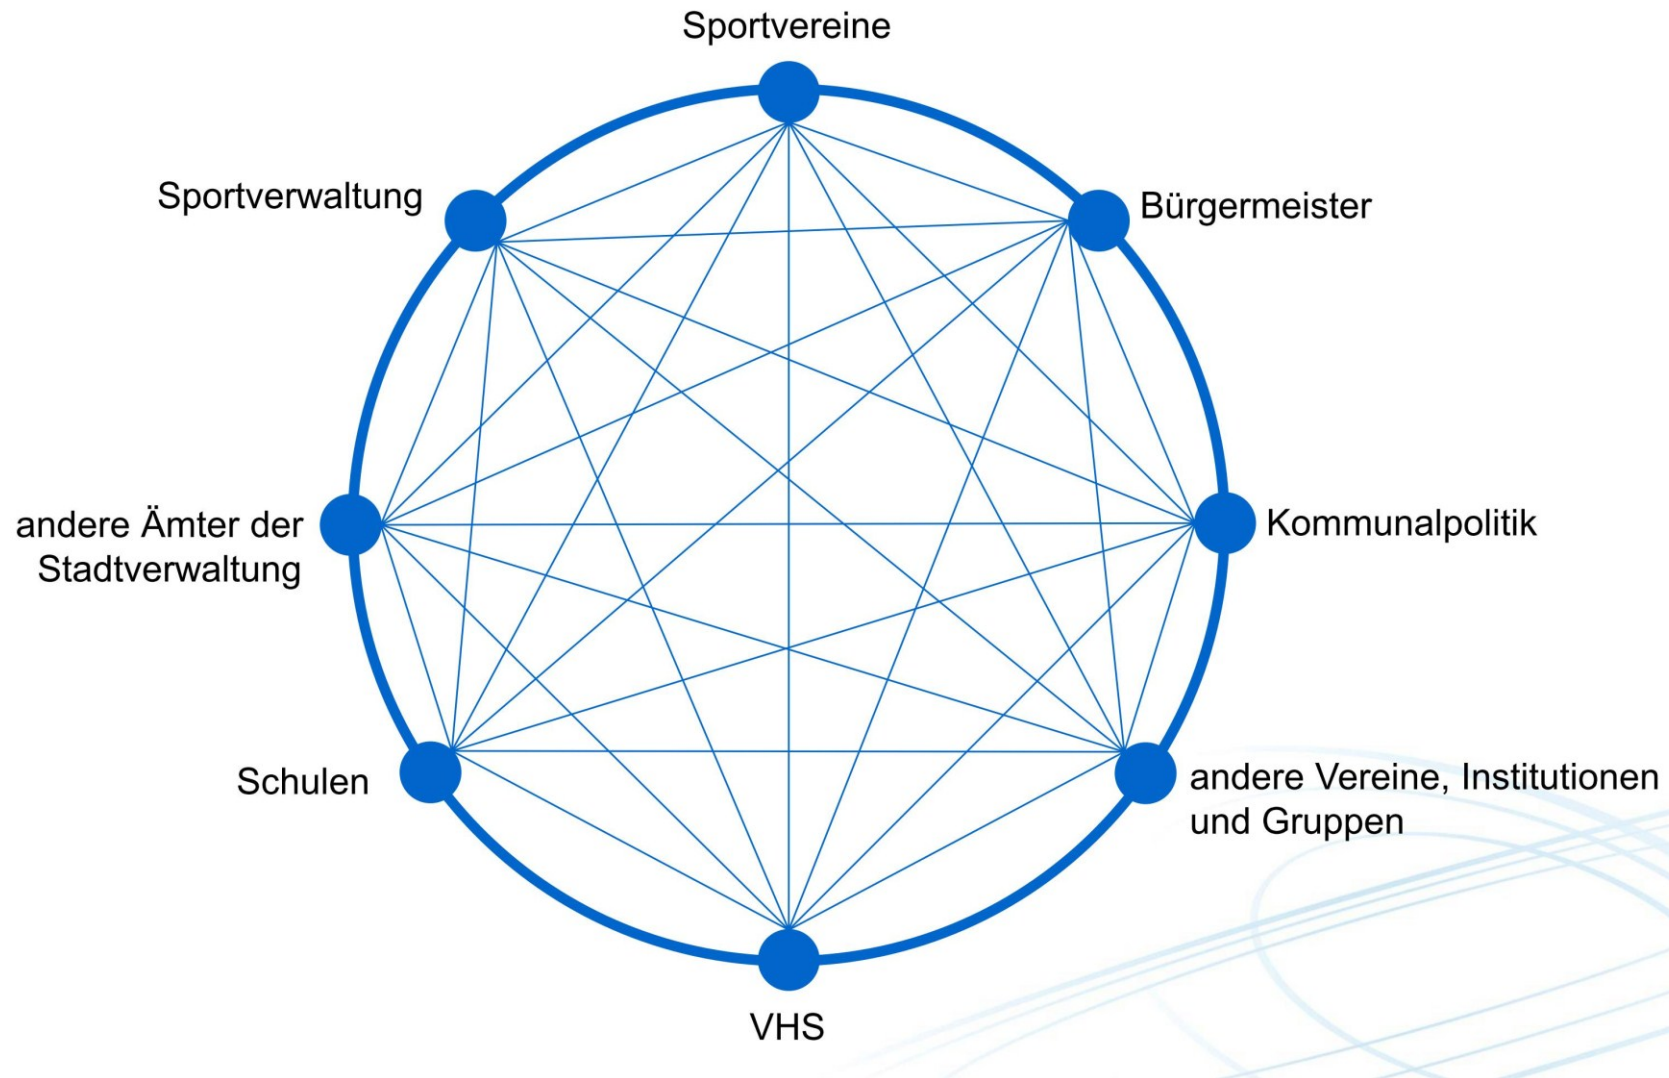 Sportvereine
Sportverwaltung
Bürgermeister
andere Ämter der
Stadtverwaltung
Kommunalpolitik
Schulen
andere Vereine, Institutionen
und Gruppen
VHS